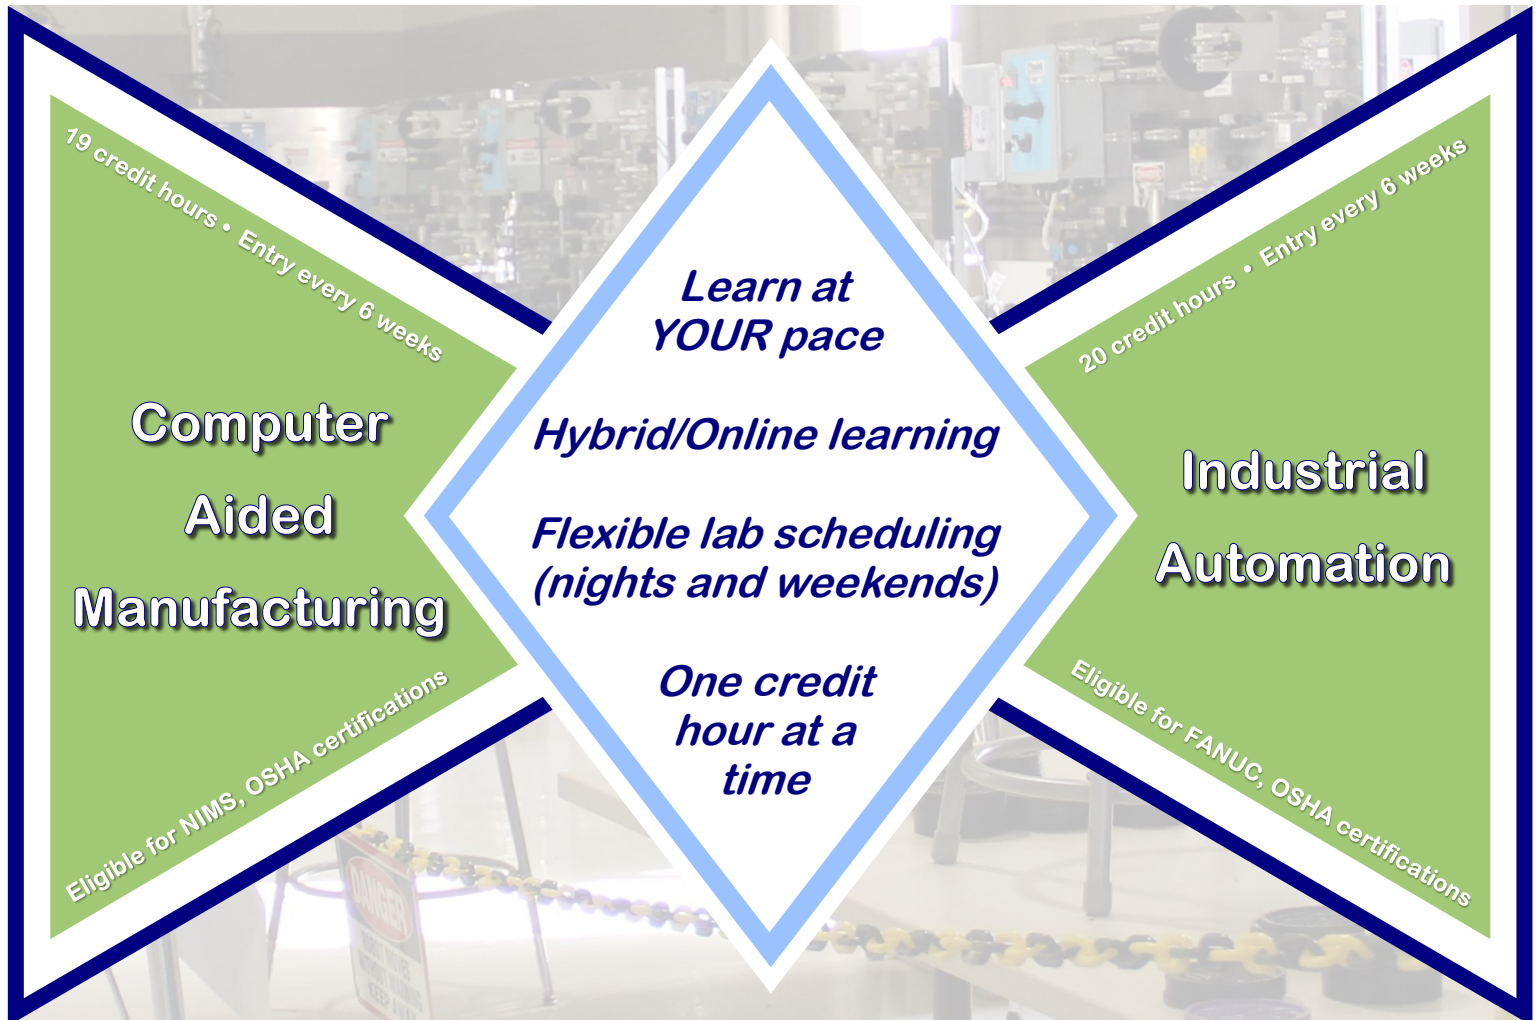 19 credit hours • Entry every 6 weeks
Computer
Aided
Manufacturing
Eligible for NIMS, OSHA certifications
Learn at
YOUR pace
Hybrid/Online learning
Flexible lab scheduling
(nights and weekends)
One credit
hour at a
time
20 credit hours • Entry every 6 weeks
Industrial
Automation
Eligible for FANUC, OSHA certifications
DANGER